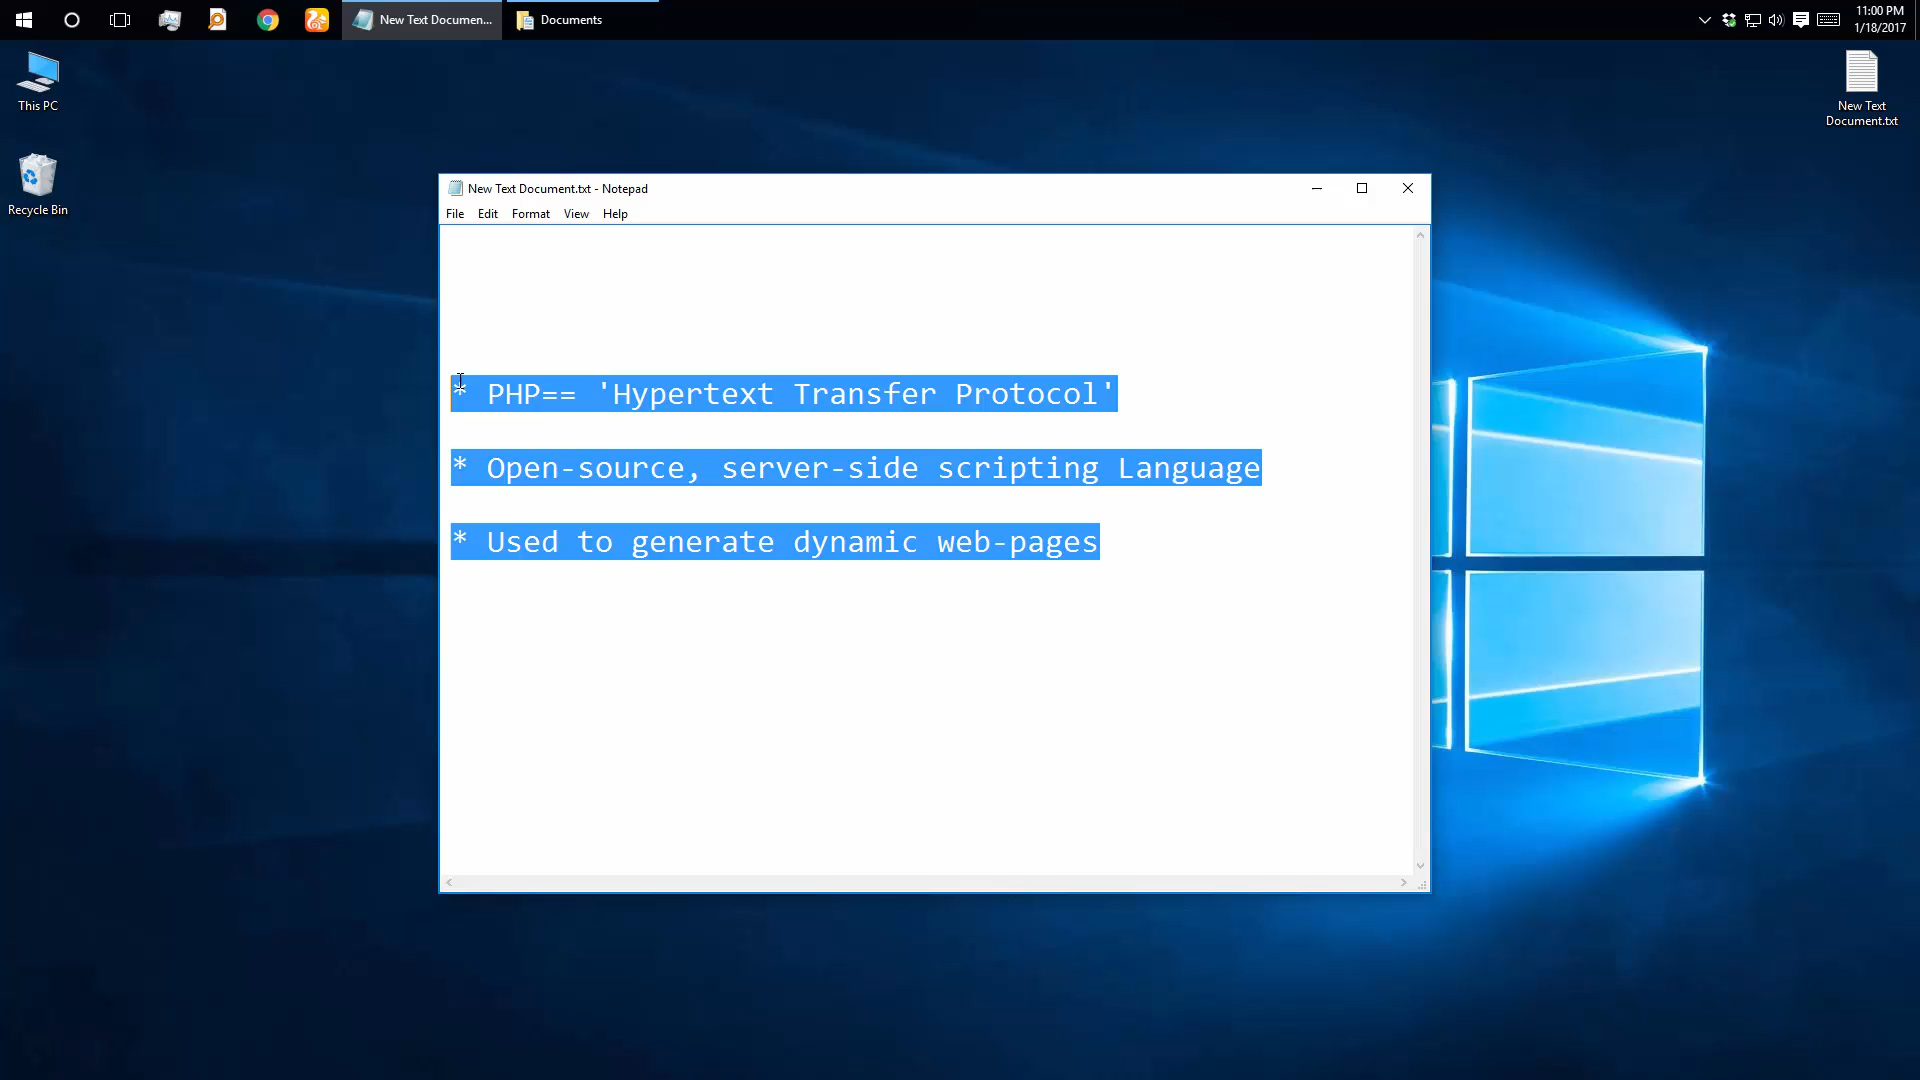 New Text Documen...
Documents
11:00 PM
1/18/2017
This PC
Recycle Bin
New Text
Document.txt
New Text Document.txt - Notepad
File Edit Format View Help
* PHP== 'Hypertext Transfer Protocol'
* Open-source, server-side scripting Language
* Used to generate dynamic web-pages